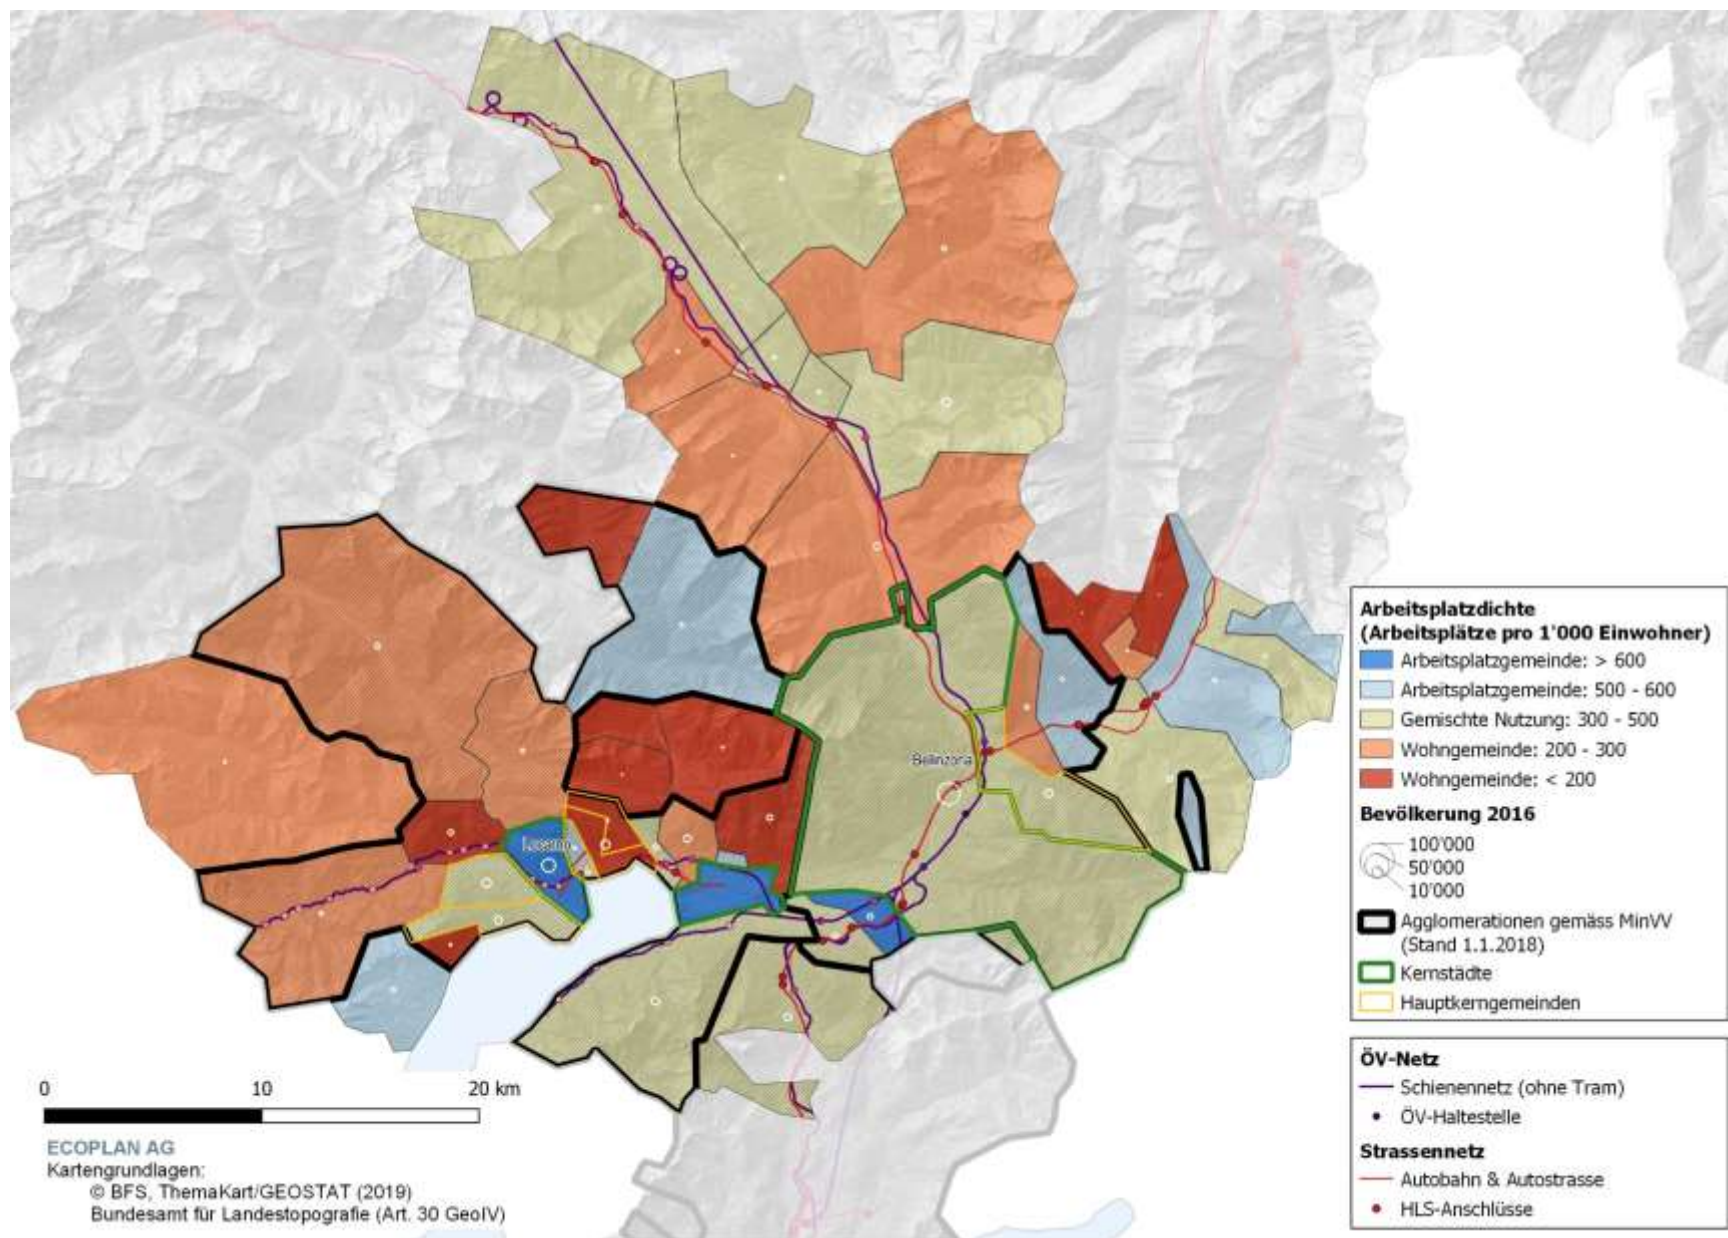 Bellinzona
Locarno
Arbeitsplatzdichte
(Arbeitsplätze pro 1'000 Einwohner)
Arbeitsplatzgemeinde: > 600
Arbeitsplatzgemeinde: 500 - 600
Gemischte Nutzung: 300 - 500
Wohngemeinde: 200 - 300
Wohngemeinde: < 200
Bevölkerung 2016
100'000
50'000
10'000
Agglomerationen gemäss MinVV
(Stand 1.1.2018)
Kernstädte
Hauptkerngemeinden
ÖV-Netz
Schienennetz (ohne Tram)
ÖV-Haltestelle
Strassennetz
Autobahn & Autostrasse
HLS-Anschlüsse
0 10 20 km
ECOPLAN AG
Kartengrundlagen:
© BFS, ThemaKart/GEOSTAT (2019)
Bundesamt für Landestopografie (Art. 30 GeoIV)